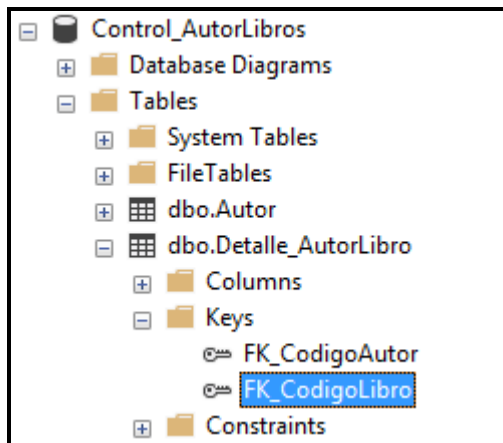 Control_AutorLibros
Database Diagrams
Tables
System Tables
FileTables
dbo.Autor
dbo.Detalle_AutorLibro
Columns
Keys
FK_CodigoAutor
FK_CodigoLibro
Constraints